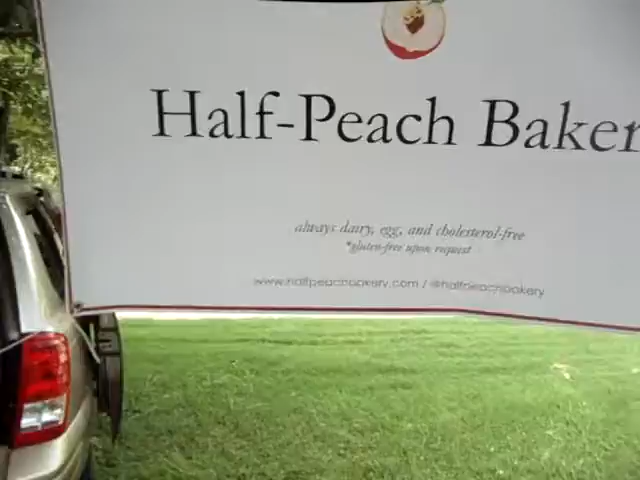 Half-Peach Baker
always dairy, egg, and cholesterol-free
*gluten-free upon request
www.halfpeachbakery.com / @halfpeachbakery